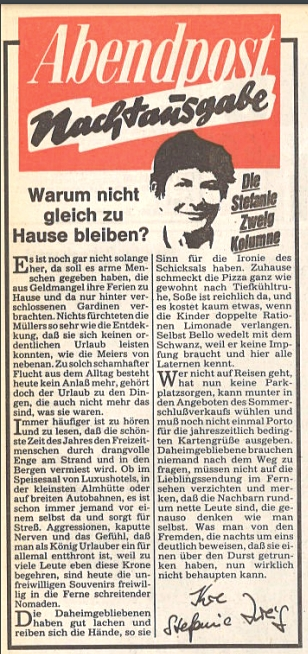 Abendpost
Nachtausgabe
Die
Stefanie
Zweig
Kolumne
Warum nicht
gleich zu
Hause bleiben?
Es ist noch gar nicht solange
her, da soll es arme Men-
schen gegeben haben, die
aus Geldmangel ihre Ferien zu
Hause und da nur hinter ver-
schlossenen Gardinen ver-
brachten. Nichts fürchteten die
Müllers so sehr wie die Entdek-
kung, daß sie sich keinen or-
dentlichen Urlaub leisten
konnten, wie die Meiers von
nebenan. Zu solch schamhafter
Flucht aus dem Alltag besteht
heute kein Anlaß mehr, gehört
doch der Urlaub zu den Din-
gen, die auch nicht mehr das
sind, was sie waren.
Immer häufiger ist zu hören
und zu lesen, daß die schön-
ste Zeit des Jahres den Freizeit-
menschen durch drangvolle
Enge am Strand und in den
Bergen vermiest wird. Ob im
Speisesaal von Luxushotels, in
der kleinsten Almhütte oder
auf breiten Autobahnen, es ist
schon immer jemand vor ei-
nem selbst da und sorgt für
Streß. Aggressionen, kaputte
Nerven und das Gefühl, daß
man als König Urlauber ein für
allemal entthront ist, weil zu
viele Leute eben diese Krone
begehren, sind heute die un-
freiwilligen Souvenirs freiwil-
lig in die Ferne schreitender
Nomaden.
Die Daheimgebliebenen
haben gut lachen und
reiben sich die Hände, so sie
Sinn für die Ironie des
Schicksals haben. Zuhause
schmeckt die Pizza ganz wie
gewohnt nach Tiefkühltru-
he, Soße ist reichlich da, und
es kostet kaum etwas, wenn
die Kinder doppelte Ratio-
nen Limonade verlangen.
Selbst Bello wedelt mit dem
Schwanz, weil er keine Imp-
fung braucht und hier alle
Laternen kennt.
Wer nicht auf Reisen geht,
hat nun keine Park-
platzsorgen, kann munter in
den Angeboten des Sommer-
schlußverkaufs wühlen und
muß noch nicht einmal Porto
für die jahreszeitlich beding-
ten Kartengrüße ausgeben.
Daheimgebliebene brauchen
niemand nach dem Weg zu
fragen, müssen nicht auf die
Lieblingssendung im Fern-
sehen verzichten und mer-
ken, daß die Nachbarn rund-
um nette Leute sind, die ge-
nauso denken wie man
selbst. Was man von den
Fremden, die nachts um eins
deutlich beweisen, daß sie ei-
nen über den Durst getrun-
ken haben, nun wirklich
nicht behaupten kann.
Ihre
Stefanie Zweig